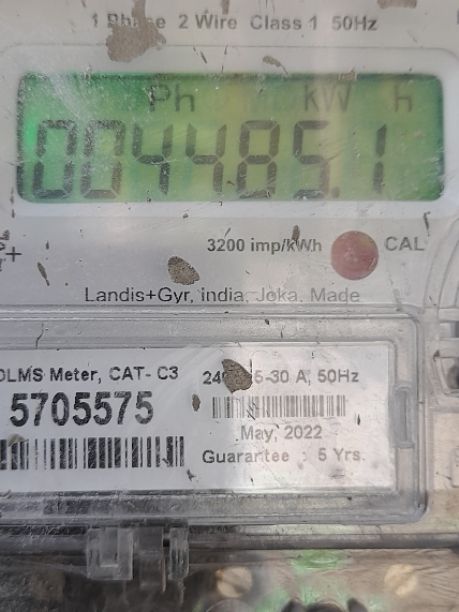 1 Phase 2 Wire Class 1 50Hz
Ph kW h
004485.1
3200 imp/kWh CAL
Landis+Gyr, india, Joka, Made
DLMS Meter, CAT- C3
5705575
5-30 A, 50Hz
May, 2022
Guarantee : 5 Yrs.